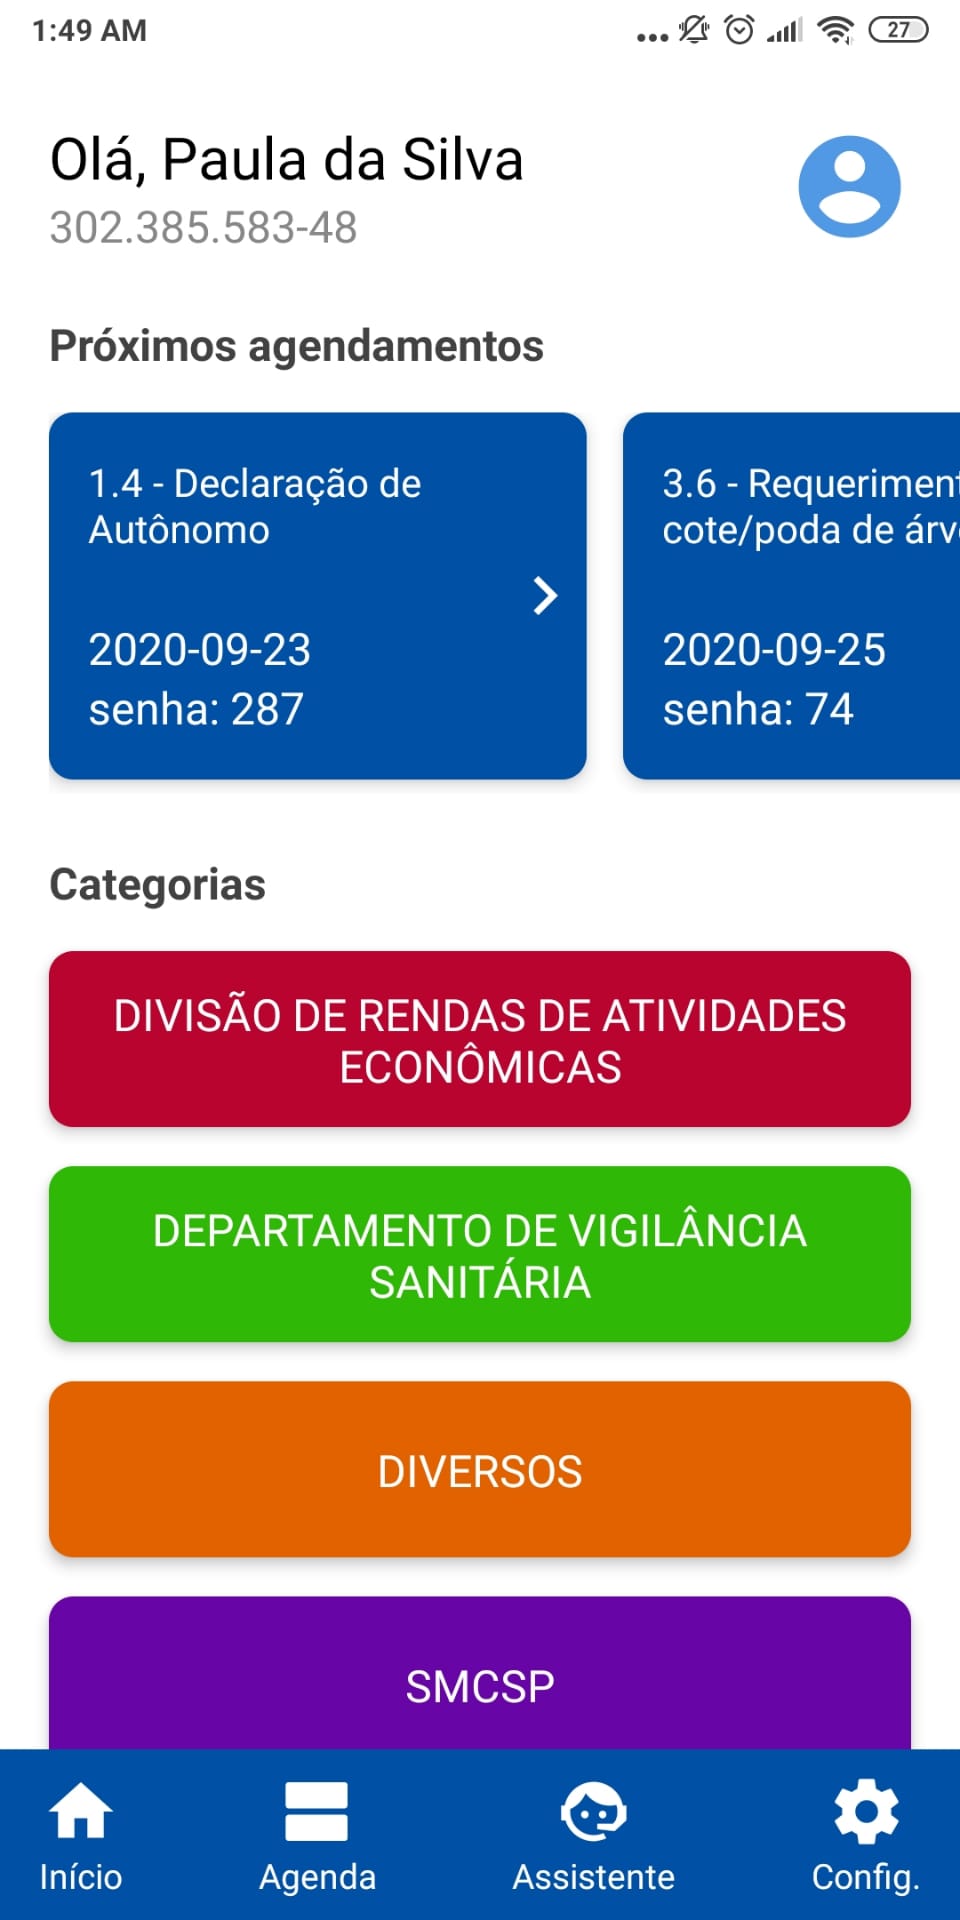 1:49 AM
27
Olá, Paula da Silva
302.385.583-48
Próximos agendamentos
1.4 - Declaração de
Autônomo
2020-09-23
senha: 287
3.6 - Requeriment
cote/poda de árv
2020-09-25
senha: 74
Categorias
DIVISÃO DE RENDAS DE ATIVIDADES
ECONÔMICAS
DEPARTAMENTO DE VIGILÂNCIA
SANITÁRIA
DIVERSOS
SMCSP
Início
Agenda
Assistente
Config.